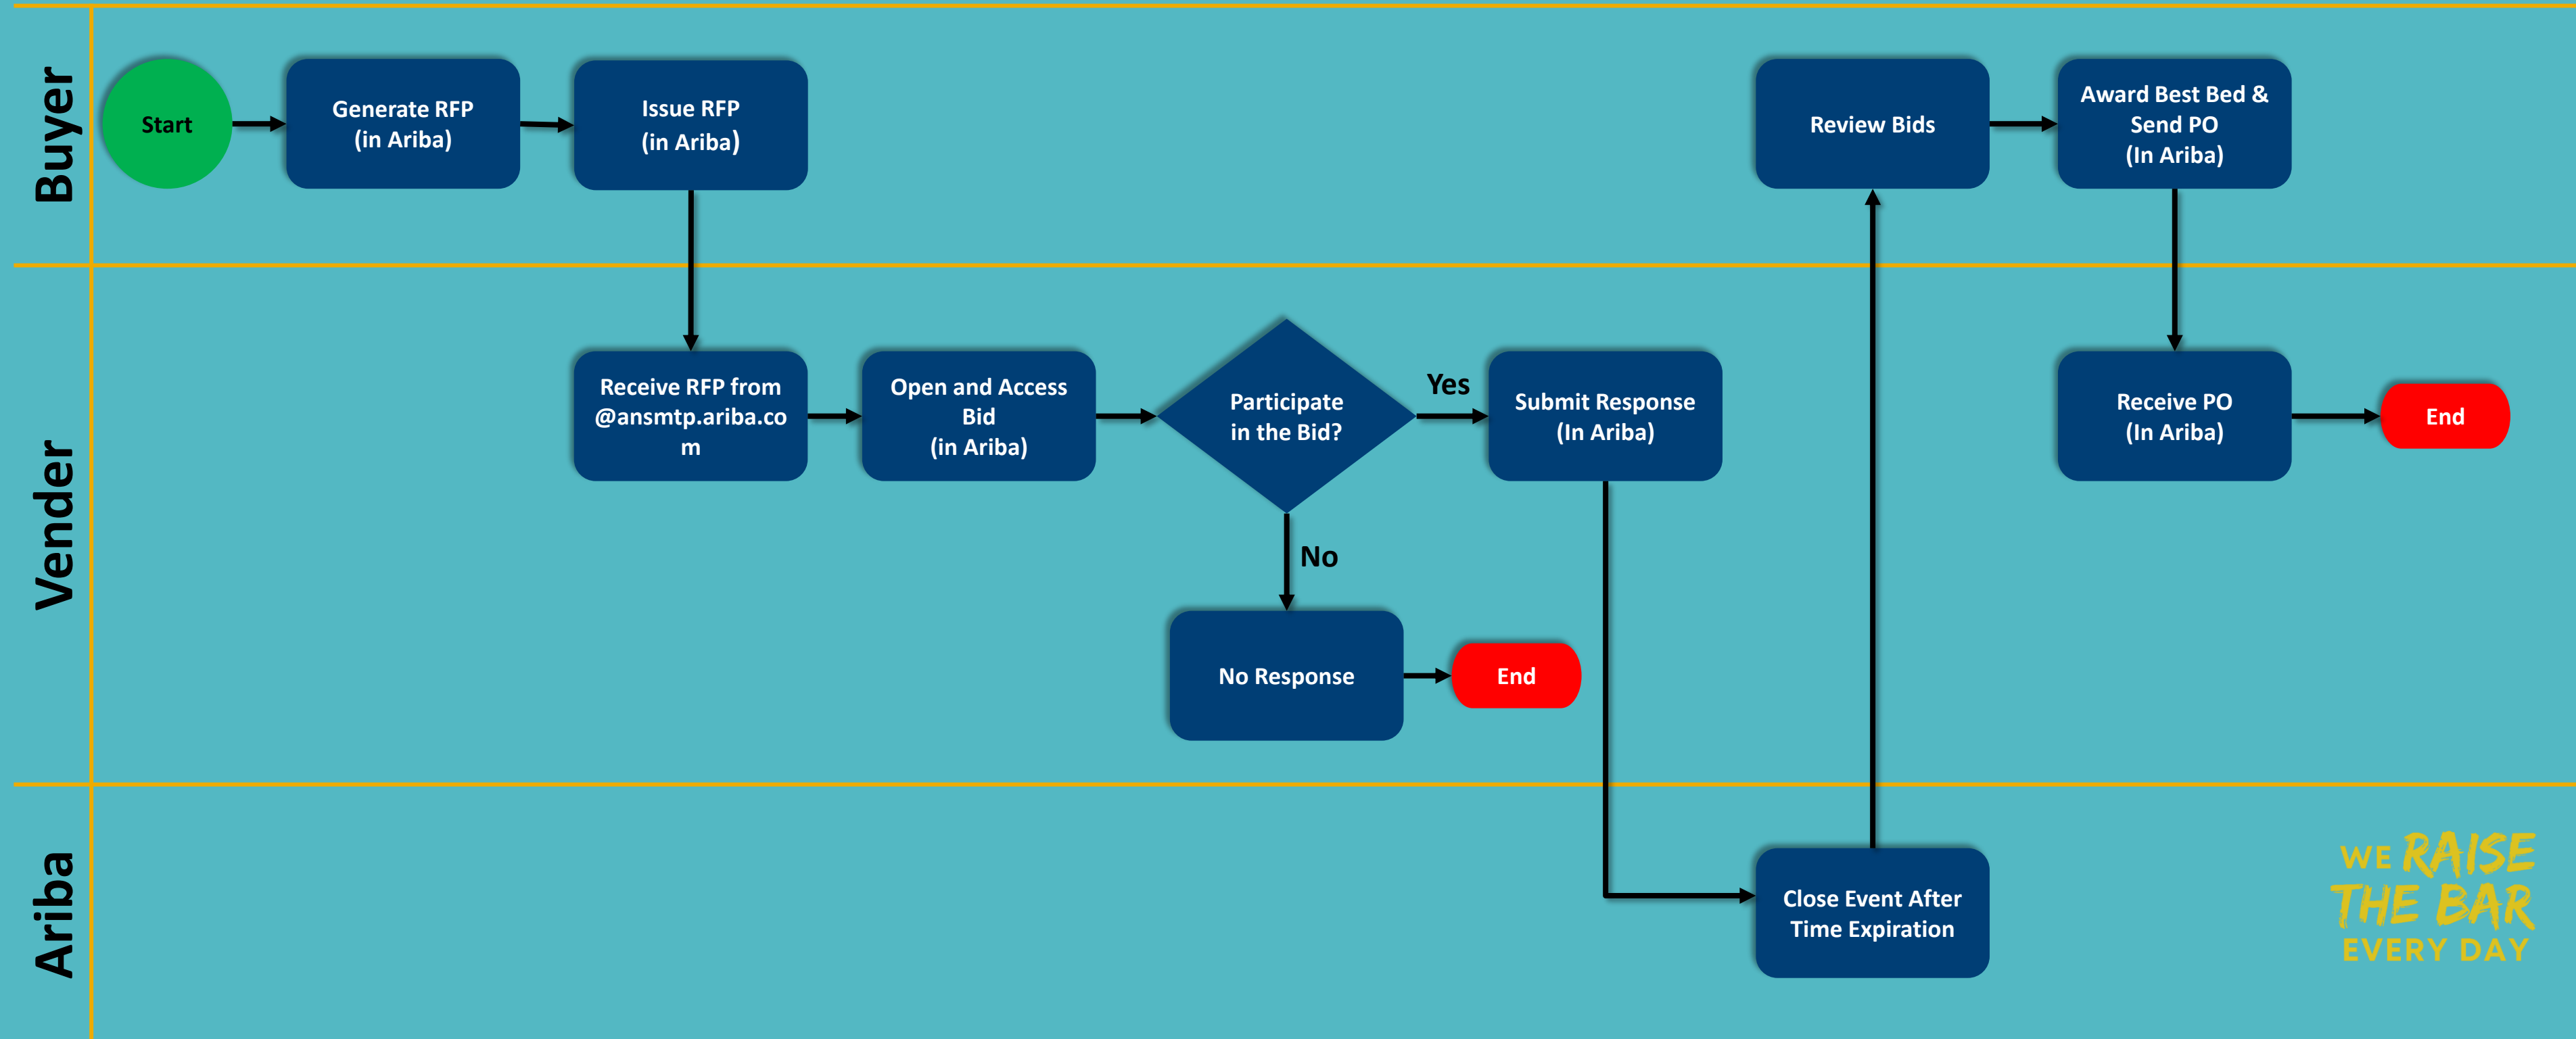 Buyer
Start
Generate RFP
(in Ariba)
Issue RFP
(in Ariba)
Review Bids
Award Best Bed &
Send PO
(In Ariba)
Vender
Receive RFP from
@ansmtp.ariba.co
m
Open and Access
Bid
(in Ariba)
Participate
in the Bid?
Yes
Submit Response
(In Ariba)
Receive PO
(In Ariba)
End
No
No Response
End
Ariba
Close Event After
Time Expiration
WE RAISE
THE BAR
EVERY DAY